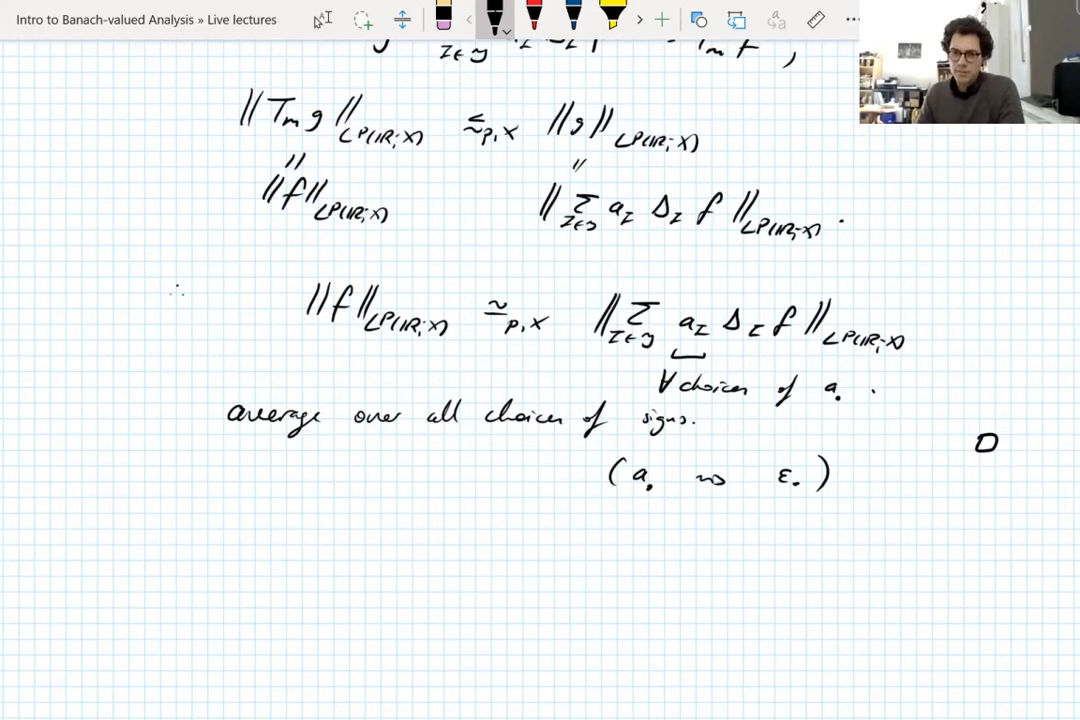 Intro to Banach-valued Analysis » Live lectures
‖T_m g‖_{L^p(ℝ;X)} ≲_{p,X} ‖g‖_{L^p(ℝ;X)}
‖f‖_{L^p(ℝ;X)} ‖ Σ_{I∈𝒥} a_I Δ_I f ‖_{L^p(ℝ;X)} .
∴ ‖f‖_{L^p(ℝ;X)} ≃_{p,X} ‖ Σ_{I∈𝒥} a_I Δ_I f ‖_{L^p(ℝ;X)}
∀ choices of a. .
average over all choices of signs.
(a. ⇝ ε.)